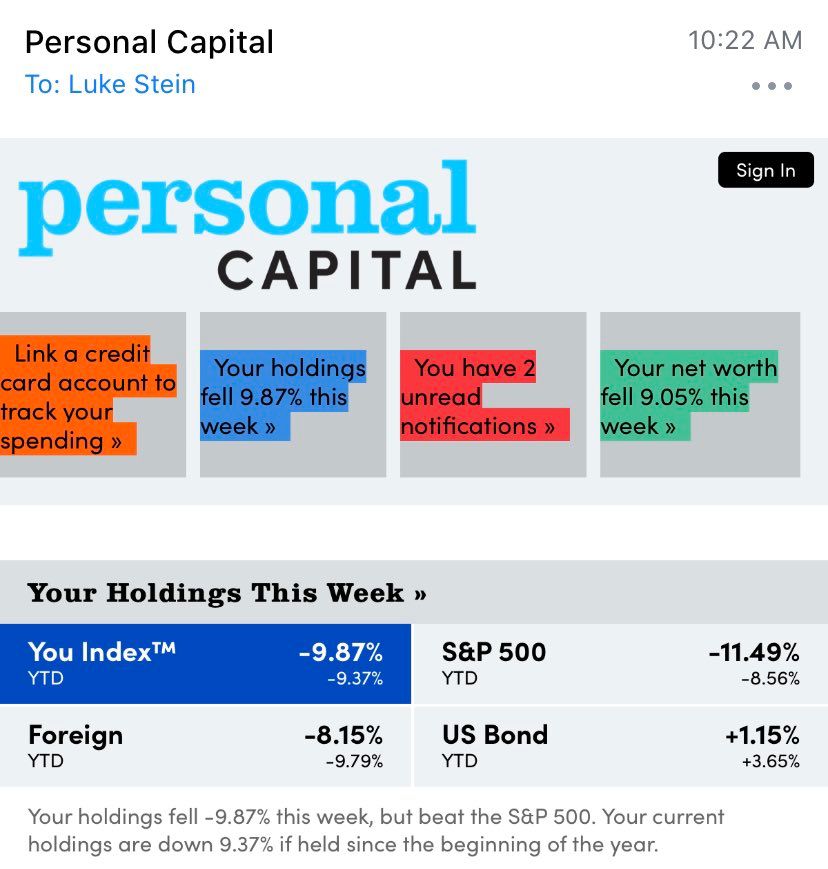 Personal Capital
10:22 AM
To: Luke Stein
personal
CAPITAL
Sign In
Link a credit
card account to
track your
spending »
Your holdings
fell 9.87% this
week »
You have 2
unread
notifications »
Your net worth
fell 9.05% this
week »
Your Holdings This Week »
You Index™ -9.87%
YTD -9.37%
S&P 500 -11.49%
YTD -8.56%
Foreign -8.15%
YTD -9.79%
US Bond +1.15%
YTD +3.65%
Your holdings fell -9.87% this week, but beat the S&P 500. Your current
holdings are down 9.37% if held since the beginning of the year.